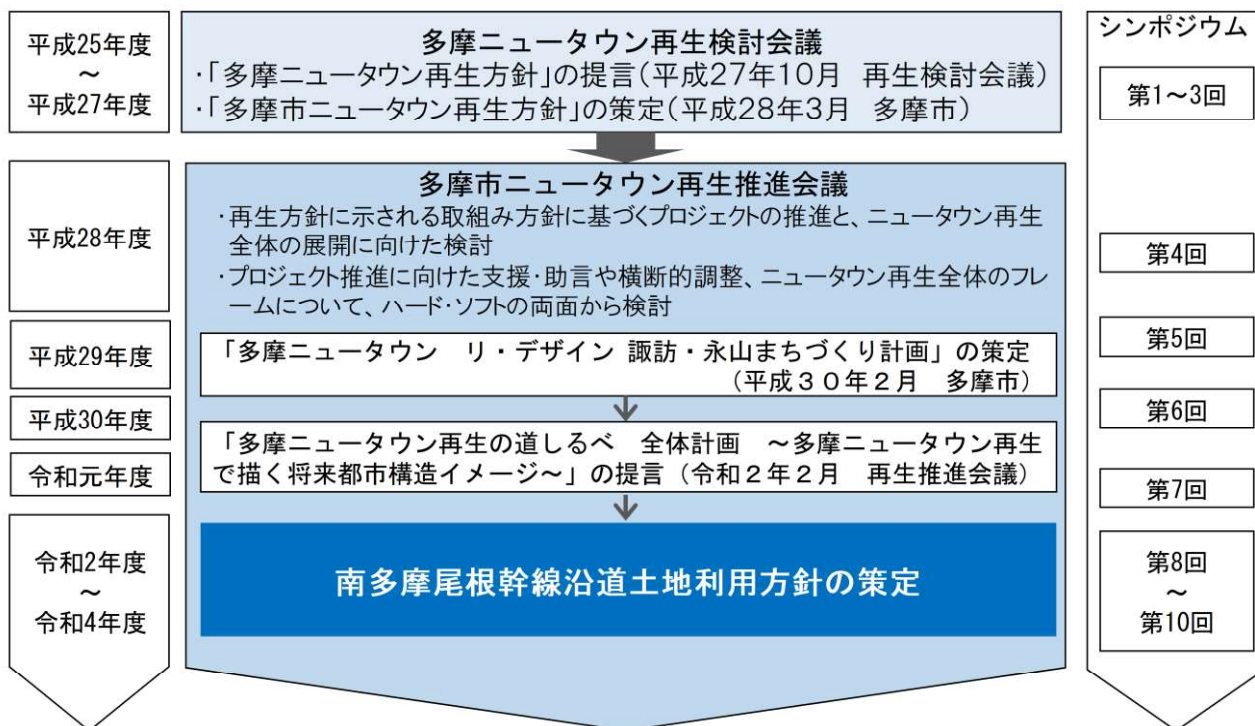 平成25年度
~
平成27年度
多摩ニュータウン再生検討会議
・「多摩ニュータウン再生方針」の提言(平成27年10月 再生検討会議)
・「多摩市ニュータウン再生方針」の策定(平成28年3月 多摩市)
シンポジウム
第1~3回
平成28年度
多摩市ニュータウン再生推進会議
・再生方針に示される取組み方針に基づくプロジェクトの推進と、ニュータウン再生
全体の展開に向けた検討
・プロジェクト推進に向けた支援・助言や横断的調整、ニュータウン再生全体のフレ
ームについて、ハード・ソフトの両面から検討
第4回
平成29年度
「多摩ニュータウン リ・デザイン 諏訪・永山まちづくり計画」の策定
(平成30年2月 多摩市)
第5回
平成30年度
第6回
令和元年度
「多摩ニュータウン再生の道しるべ 全体計画 ~多摩ニュータウン再生
で描く将来都市構造イメージ~」の提言(令和2年2月 再生推進会議)
第7回
令和2年度
~
令和4年度
南多摩尾根幹線沿道土地利用方針の策定
第8回
~
第10回